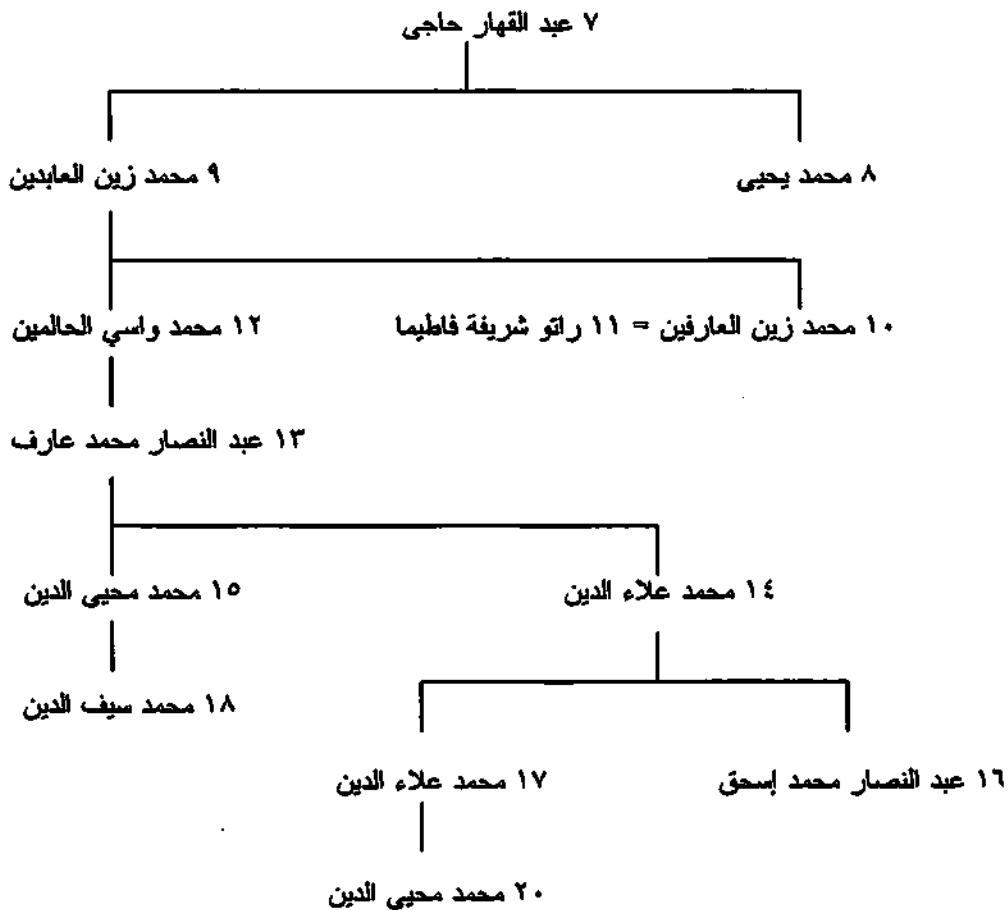 ٧ عبد القهار حاجى
٨ محمد يحيى
٩ محمد زين العابدين
١٠ محمد زين العارفين = ١١ راتو شريفة فاطيما
١٢ محمد واسي الحالمين
١٣ عبد النصار محمد عارف
١٤ محمد علاء الدين
١٥ محمد محيى الدين
١٨ محمد سيف الدين
١٦ عبد النصار محمد إسحق
١٧ محمد علاء الدين
٢٠ محمد محيى الدين